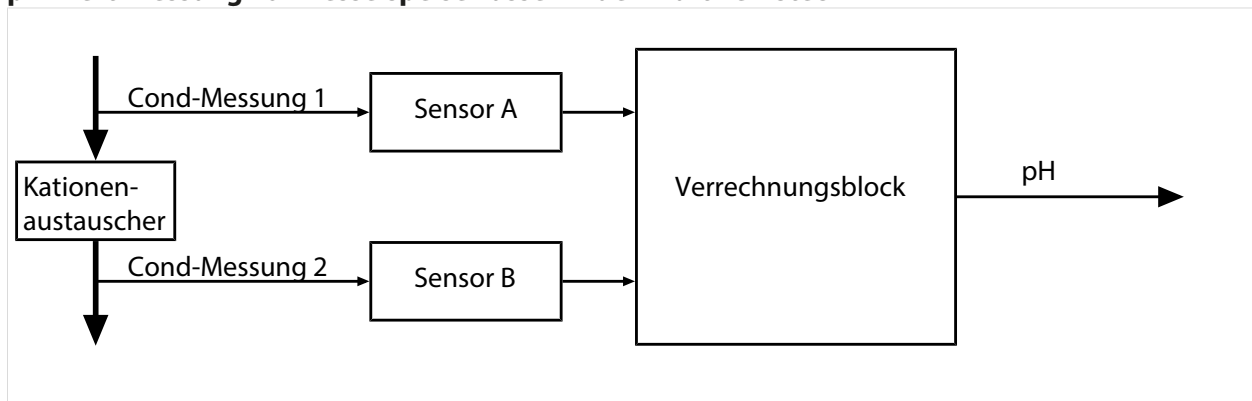 Cond-Messung 1
Sensor A
Kationen-
austauscher
Verrechnungsblock
pH
Cond-Messung 2
Sensor B